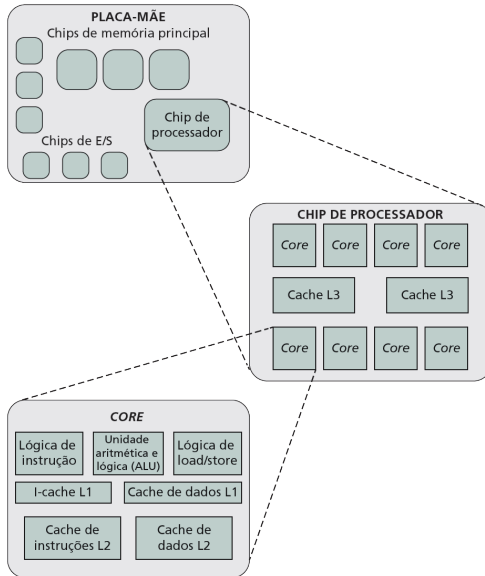 PLACA-MÃE
Chips de memória principal
Chip de
processador
Chips de E/S
CHIP DE PROCESSADOR
Core Core Core Core
Cache L3 Cache L3
Core Core Core Core
CORE
Lógica de
instrução
Unidade
aritmética e
lógica (ALU)
Lógica de
load/store
I-cache L1 Cache de dados L1
Cache de
instruções L2
Cache de
dados L2